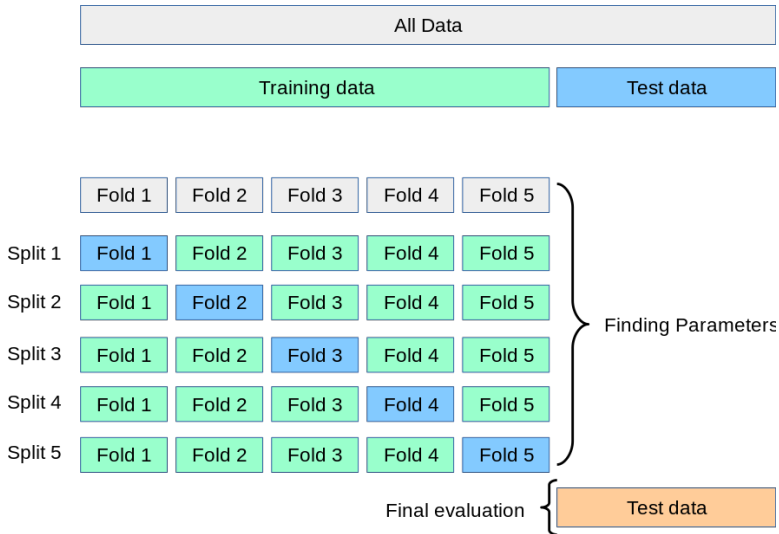 All Data
Training data Test data
Fold 1 Fold 2 Fold 3 Fold 4 Fold 5
Split 1 Fold 1 Fold 2 Fold 3 Fold 4 Fold 5
Split 2 Fold 1 Fold 2 Fold 3 Fold 4 Fold 5
Finding Parameters
Split 3 Fold 1 Fold 2 Fold 3 Fold 4 Fold 5
Split 4 Fold 1 Fold 2 Fold 3 Fold 4 Fold 5
Split 5 Fold 1 Fold 2 Fold 3 Fold 4 Fold 5
Final evaluation Test data